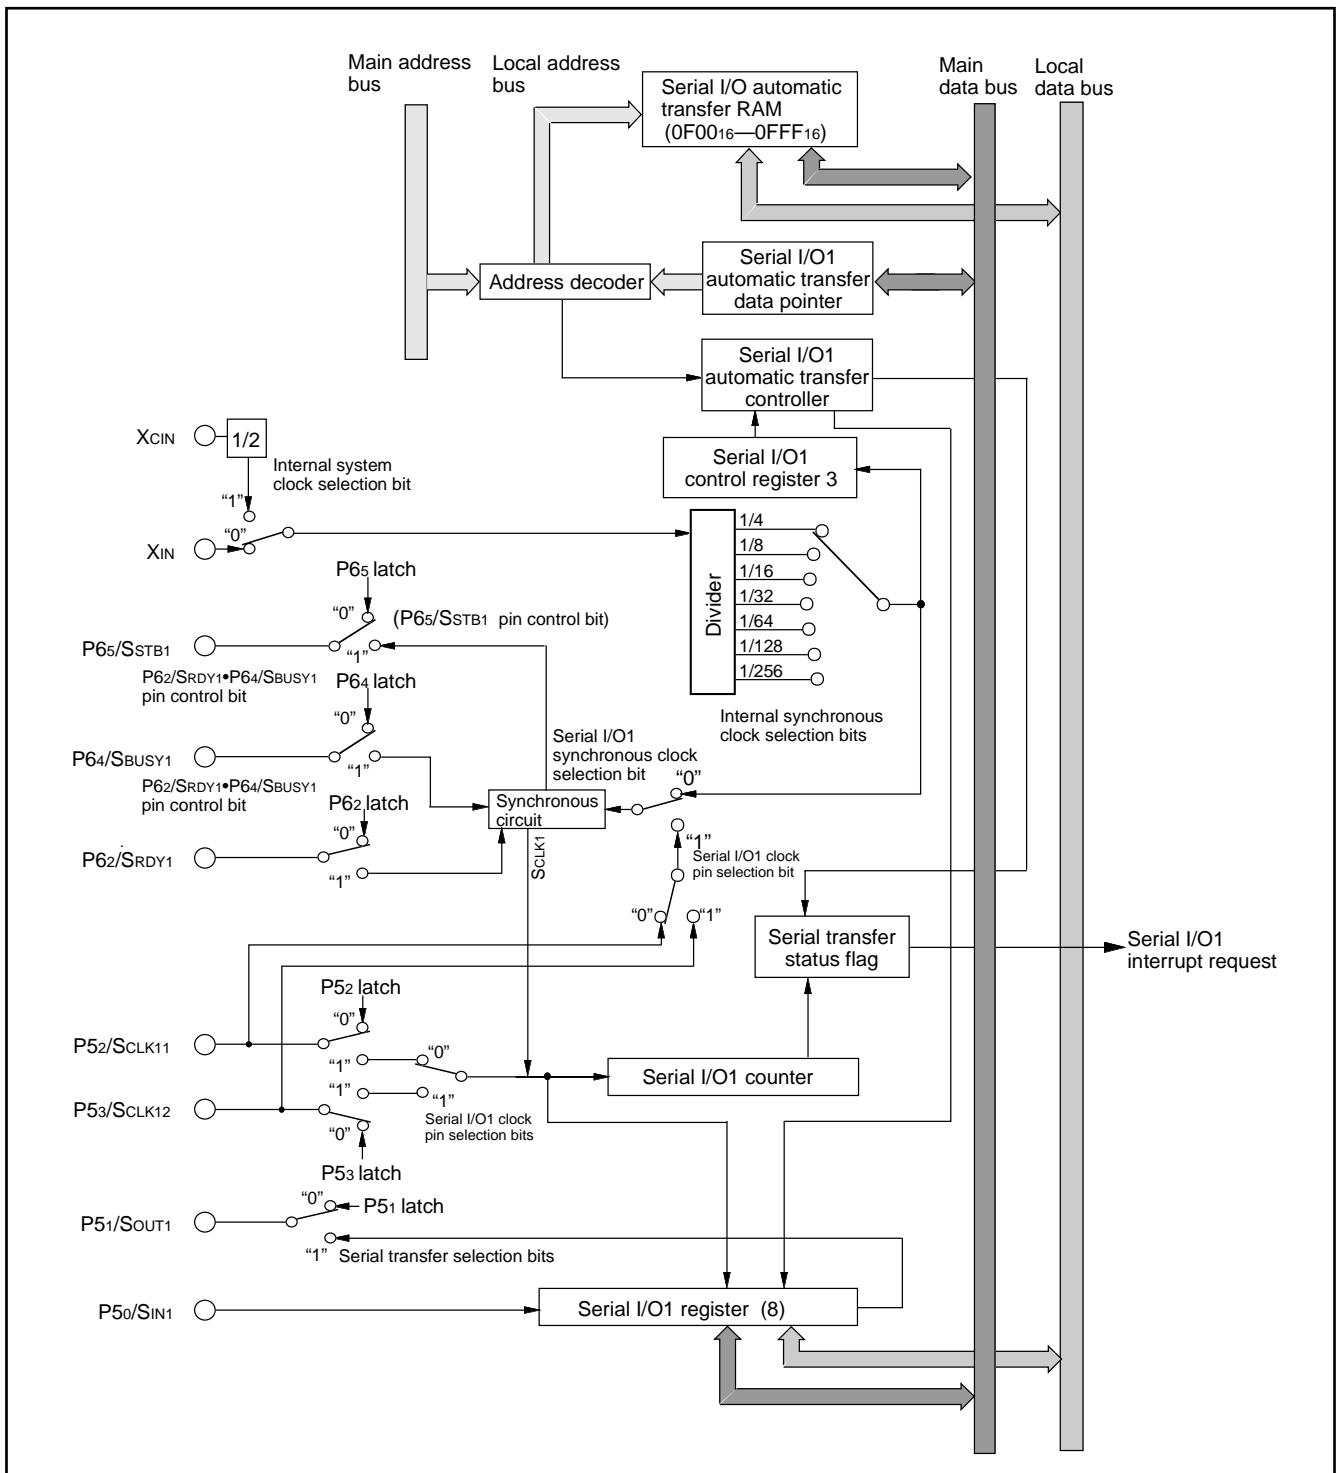 Main address
bus
Local address
bus
Serial I/O automatic
transfer RAM
(0F0016—0FFF16)
Main
data bus
Local
data bus
Address decoder
Serial I/O1
automatic transfer
data pointer
Serial I/O1
automatic transfer
controller
XCIN
1/2
Internal system
clock selection bit
“1”
“0”
XIN
Serial I/O1
control register 3
Divider
1/4
1/8
1/16
1/32
1/64
1/128
1/256
Internal synchronous
clock selection bits
P65 latch
“0”
(P65/SSTB1 pin control bit)
P65/SSTB1
“1”
P62/SRDY1•P64/SBUSY1
pin control bit
P64 latch
“0”
P64/SBUSY1
“1”
P62/SRDY1•P64/SBUSY1
pin control bit
Serial I/O1
synchronous clock
selection bit
“0”
Synchronous
circuit
P62 latch
“0”
P62/SRDY1
“1”
SCLK1
“1”
Serial I/O1 clock
pin selection bit
“0”
“1”
Serial transfer
status flag
Serial I/O1
interrupt request
P52 latch
“0”
P52/SCLK11
“1”
“0”
Serial I/O1 counter
“1”
“1”
P53/SCLK12
Serial I/O1 clock
pin selection bits
“0”
P53 latch
“0”
P51 latch
P51/SOUT1
“1”
Serial transfer selection bits
P50/SIN1
Serial I/O1 register (8)